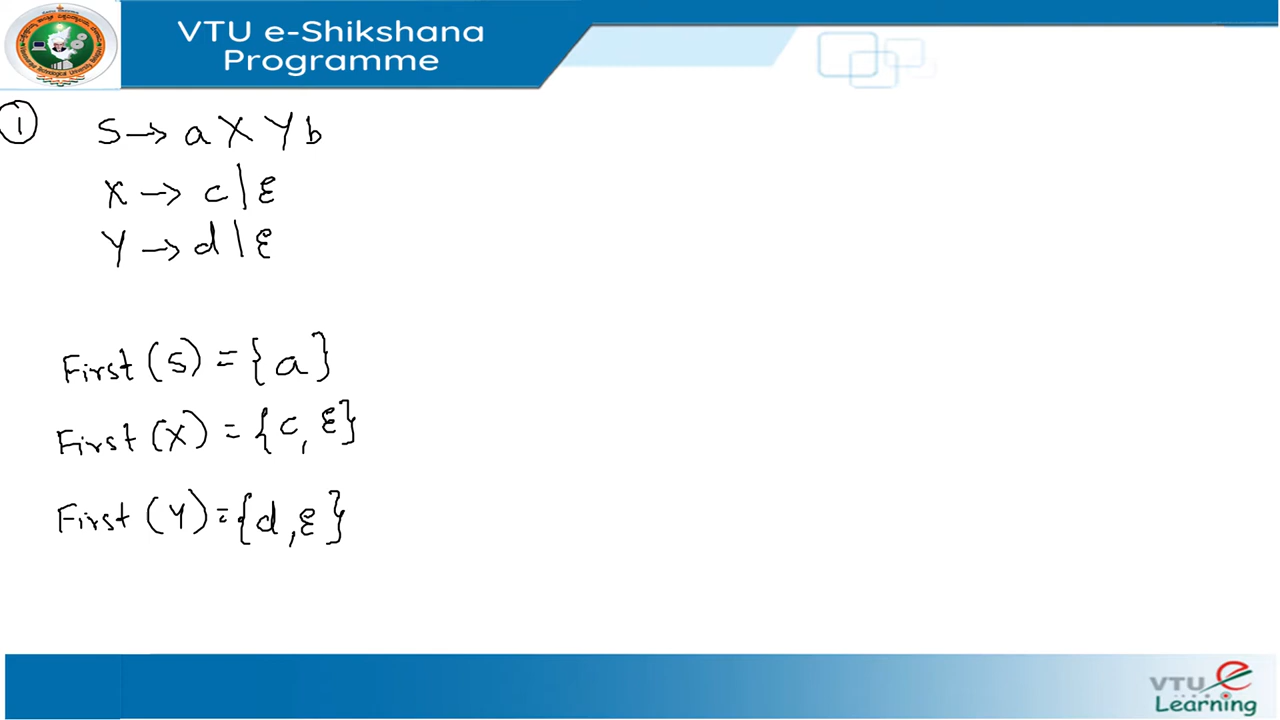 VTU e-Shikshana
Programme
1
S → a X Y b
X → c | ε
Y → d | ε
First (S) = { a }
First (X) = { c, ε }
First (Y) = { d, ε }
VTU e
Learning